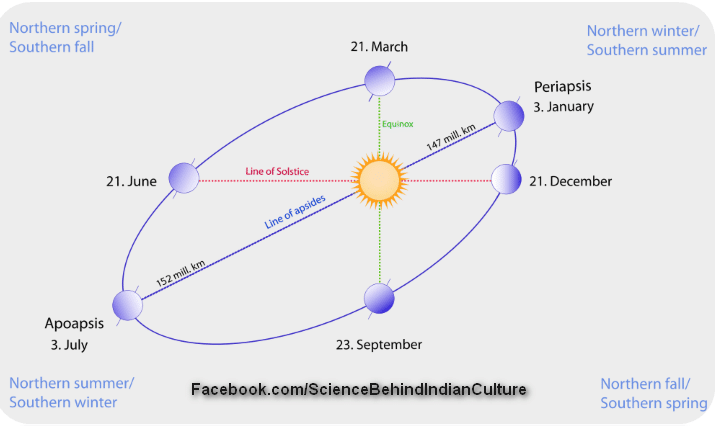 Northern spring/
Southern fall
21. March
Northern winter/
Southern summer
Periapsis
3. January
Equinox
147 mill. km
21. June
Line of Solstice
21. December
Line of apsides
152 mill. km
Apoapsis
3. July
23. September
Northern summer/
Southern winter
Facebook.com/ScienceBehindIndianCulture
Northern fall/
Southern spring